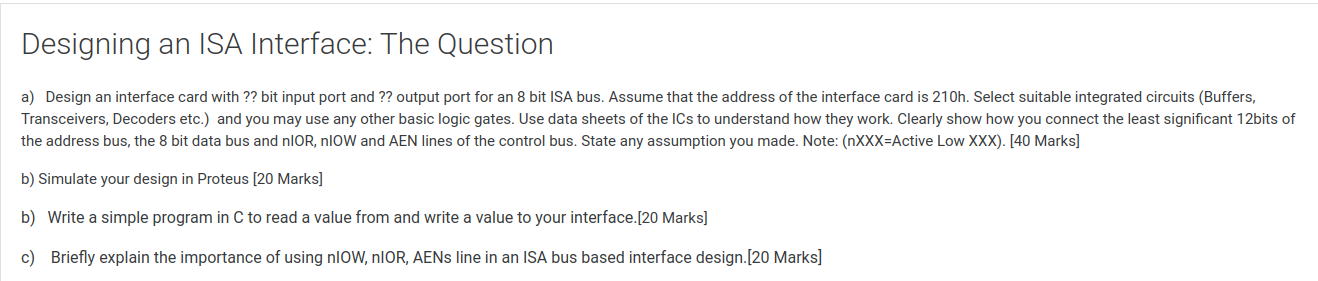 Designing an ISA Interface: The Question
a) Design an interface card with ?? bit input port and ?? output port for an 8 bit ISA bus. Assume that the address of the interface card is 210h. Select suitable integrated circuits (Buffers,
Transceivers, Decoders etc.) and you may use any other basic logic gates. Use data sheets of the ICs to understand how they work. Clearly show how you connect the least significant 12bits of
the address bus, the 8 bit data bus and nIOR, nIOW and AEN lines of the control bus. State any assumption you made. Note: (nXXX=Active Low XXX). [40 Marks]
b) Simulate your design in Proteus [20 Marks]
b) Write a simple program in C to read a value from and write a value to your interface.[20 Marks]
c) Briefly explain the importance of using nIOW, nIOR, AENs line in an ISA bus based interface design.[20 Marks]